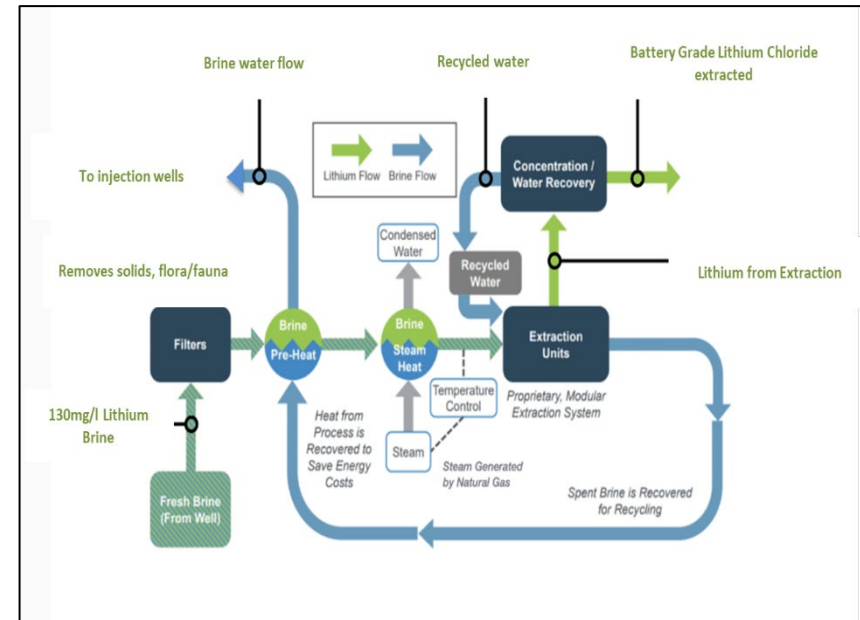 Brine water flow
Recycled water
Battery Grade Lithium Chloride
extracted
To injection wells
Lithium Flow
Brine Flow
Concentration /
Water Recovery
Condensed
Water
Removes solids, flora/fauna
Recycled
Water
Lithium from Extraction
Filters
Brine
Pre-Heat
Brine
Steam
Heat
Extraction
Units
130mg/l Lithium
Brine
Heat from
Process is
Recovered to
Save Energy
Costs
Temperature
Control
Proprietary, Modular
Extraction System
Steam
Steam Generated
by Natural Gas
Fresh Brine
(From Well)
Spent Brine is Recovered
for Recycling